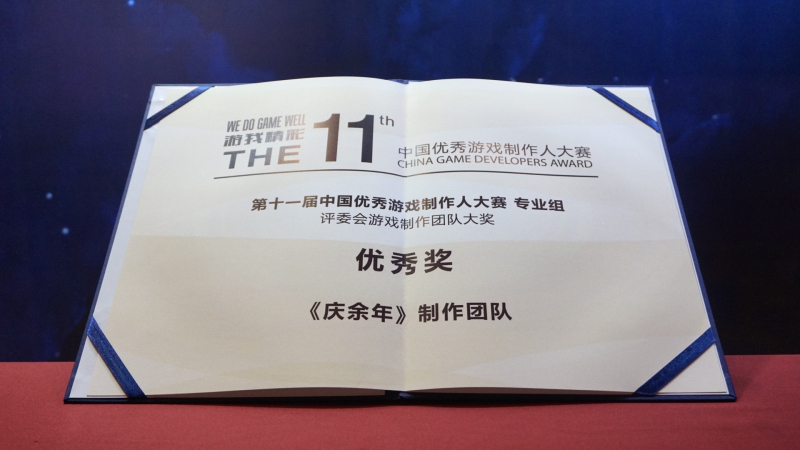 WE DO GAME WELL
游我精彩
THE 11th
中国优秀游戏制作人大赛
CHINA GAME DEVELOPERS AWARD
第十一届中国优秀游戏制作人大赛 专业组
评委会游戏制作团队大奖
优秀奖
《庆余年》制作团队